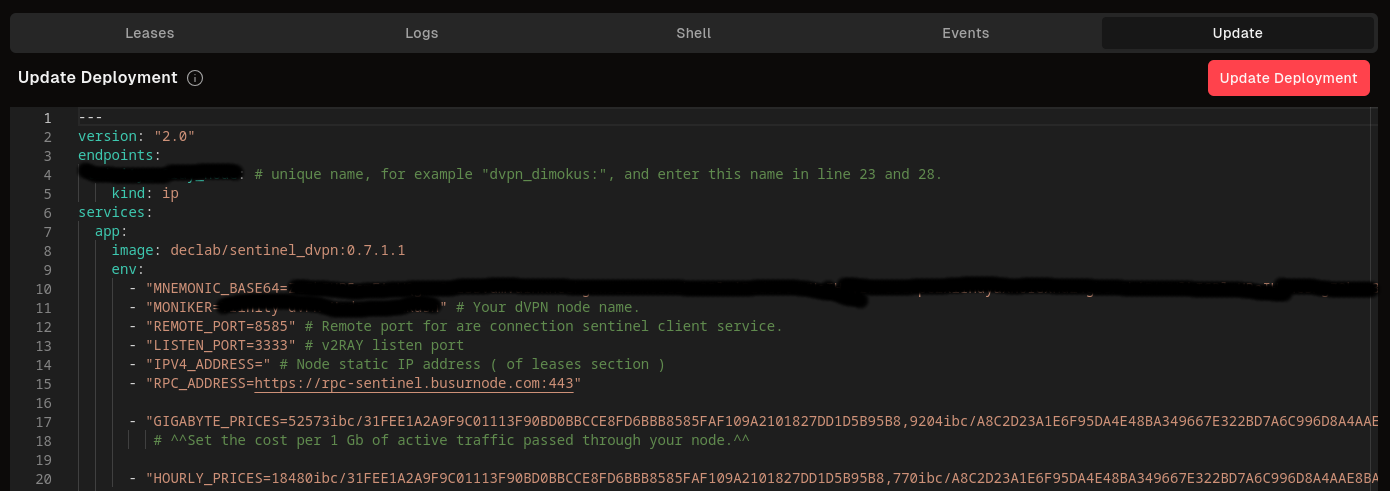 Leases Logs Shell Events Update
Update Deployment Update Deployment
1 ---
2 version: "2.0"
3 endpoints:
4 : # unique name, for example "dvpn_dimokus:", and enter this name in line 23 and 28.
5 kind: ip
6 services:
7 app:
8 image: declab/sentinel_dvpn:0.7.1.1
9 env:
10 - "MNEMONIC_BASE64=
11 - "MONIKER= " # Your dVPN node name.
12 - "REMOTE_PORT=8585" # Remote port for are connection sentinel client service.
13 - "LISTEN_PORT=3333" # v2RAY listen port
14 - "IPV4_ADDRESS=" # Node static IP address ( of leases section )
15 - "RPC_ADDRESS=https://rpc-sentinel.busurnode.com:443"
16
17 - "GIGABYTE_PRICES=52573ibc/31FEE1A2A9F9C01113F90BD0BBCCE8FD6BBB8585FAF109A2101827DD1D5B95B8,9204ibc/A8C2D23A1E6F95DA4E48BA349667E322BD7A6C996D8A4AAE
18 # ^^Set the cost per 1 Gb of active traffic passed through your node.^^
19
20 - "HOURLY_PRICES=18480ibc/31FEE1A2A9F9C01113F90BD0BBCCE8FD6BBB8585FAF109A2101827DD1D5B95B8,770ibc/A8C2D23A1E6F95DA4E48BA349667E322BD7A6C996D8A4AAE8BA